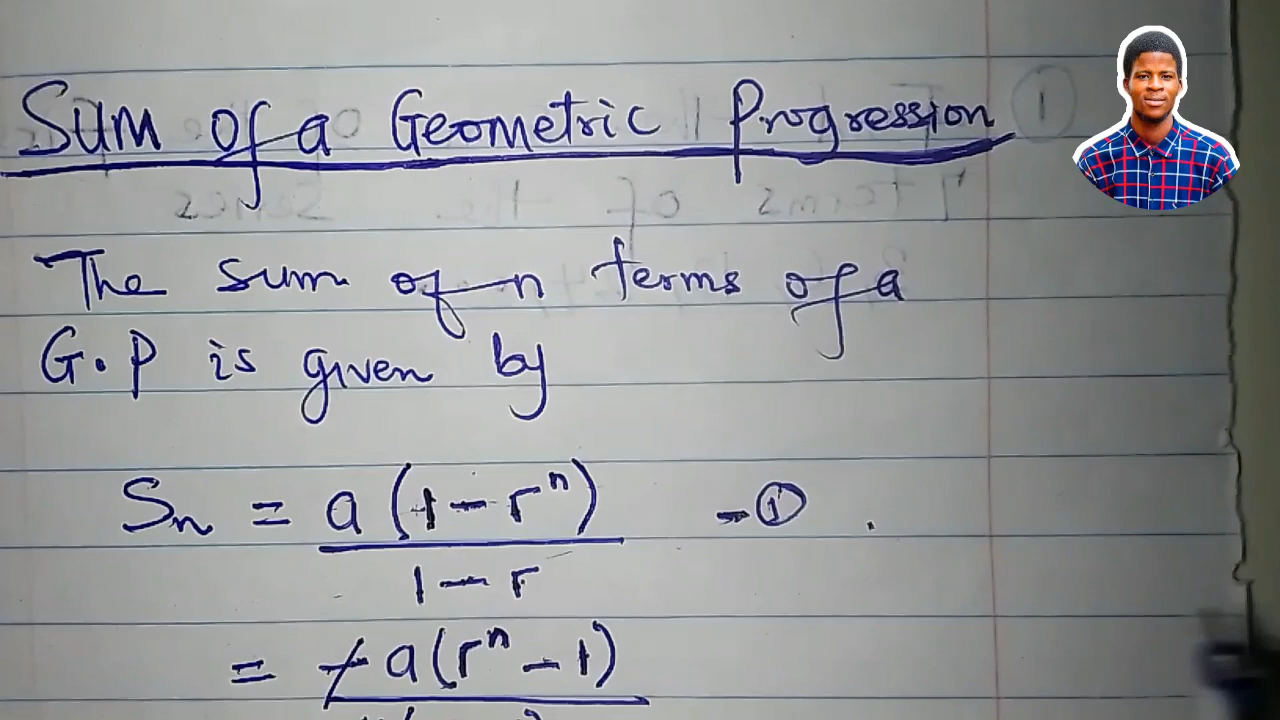 Sum of a Geometric Progression
The sum of n terms of a
G.P is given by
Sn = a(1 - r^n) - ①
1 - r
= - a(r^n - 1)